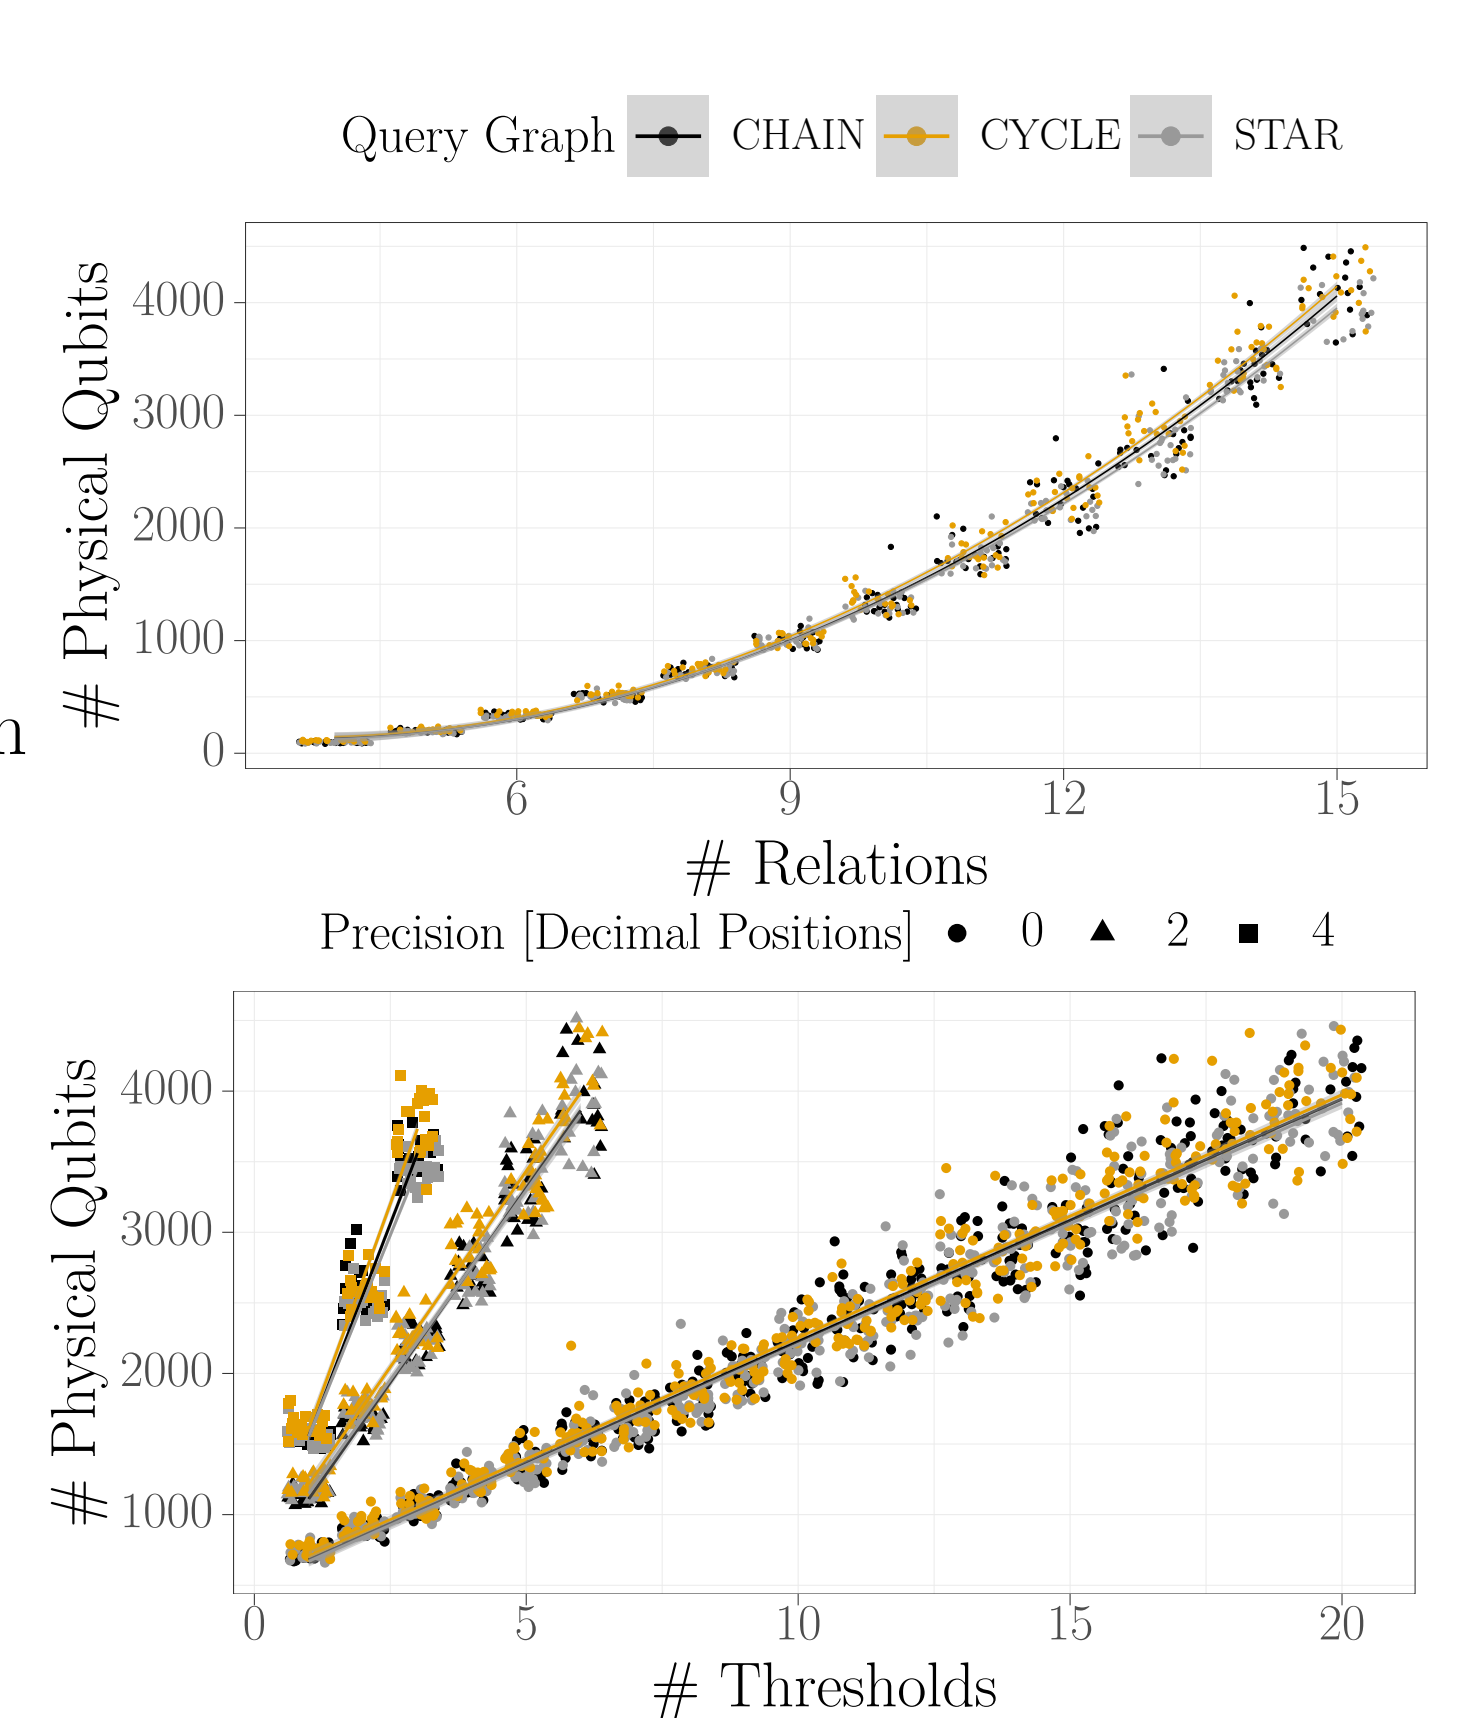 Query Graph CHAIN CYCLE STAR
# Physical Qubits
4000
3000
2000
1000
0
6 9 12 15
# Relations
Precision [Decimal Positions] 0 2 4
# Physical Qubits
4000
3000
2000
1000
0 5 10 15 20
# Thresholds